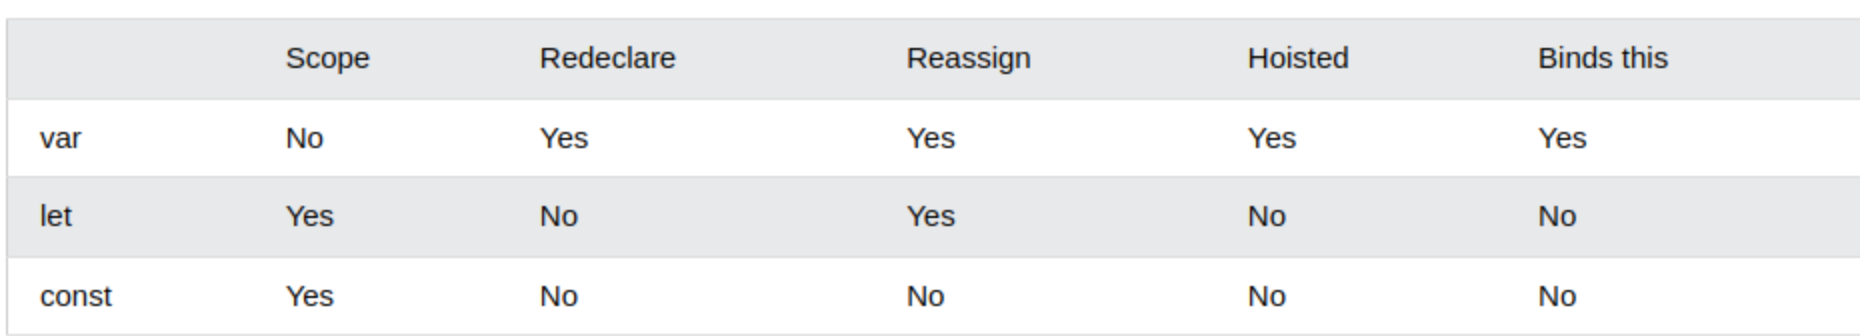 Scope Redeclare Reassign Hoisted Binds this
var No Yes Yes Yes Yes
let Yes No Yes No No
const Yes No No No No